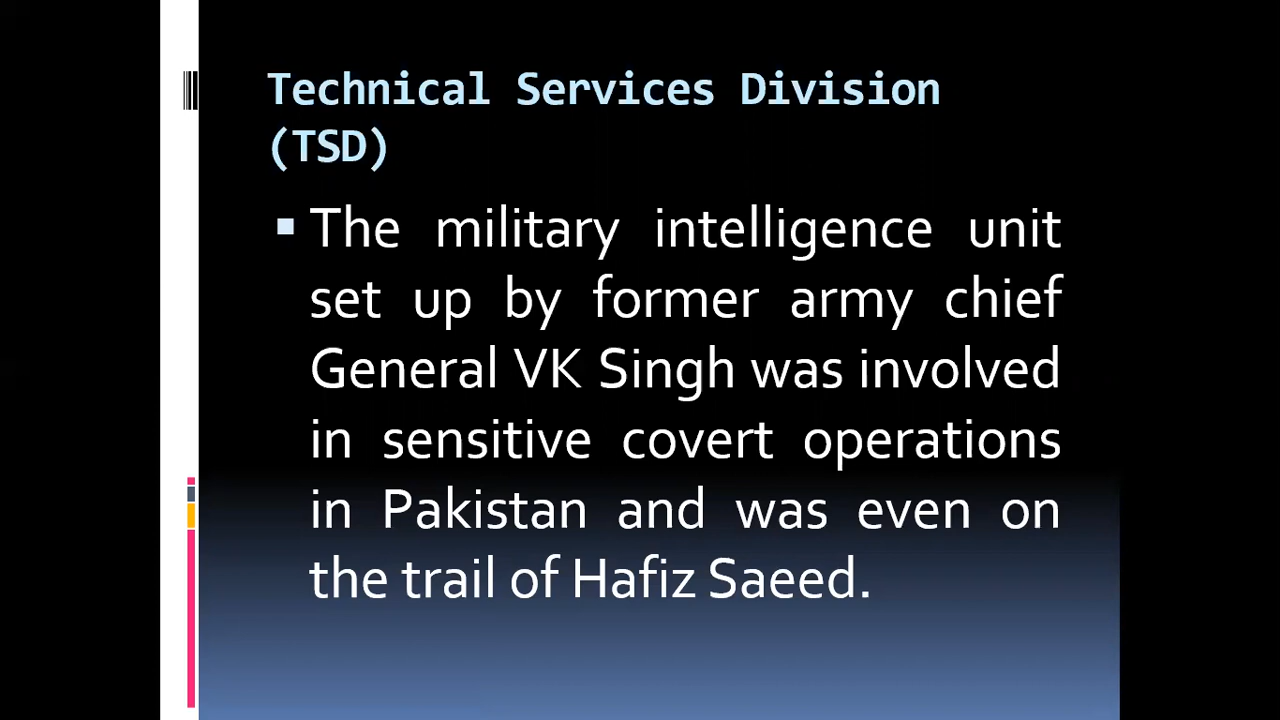 Technical Services Division
(TSD)
The military intelligence unit
set up by former army chief
General VK Singh was involved
in sensitive covert operations
in Pakistan and was even on
the trail of Hafiz Saeed.